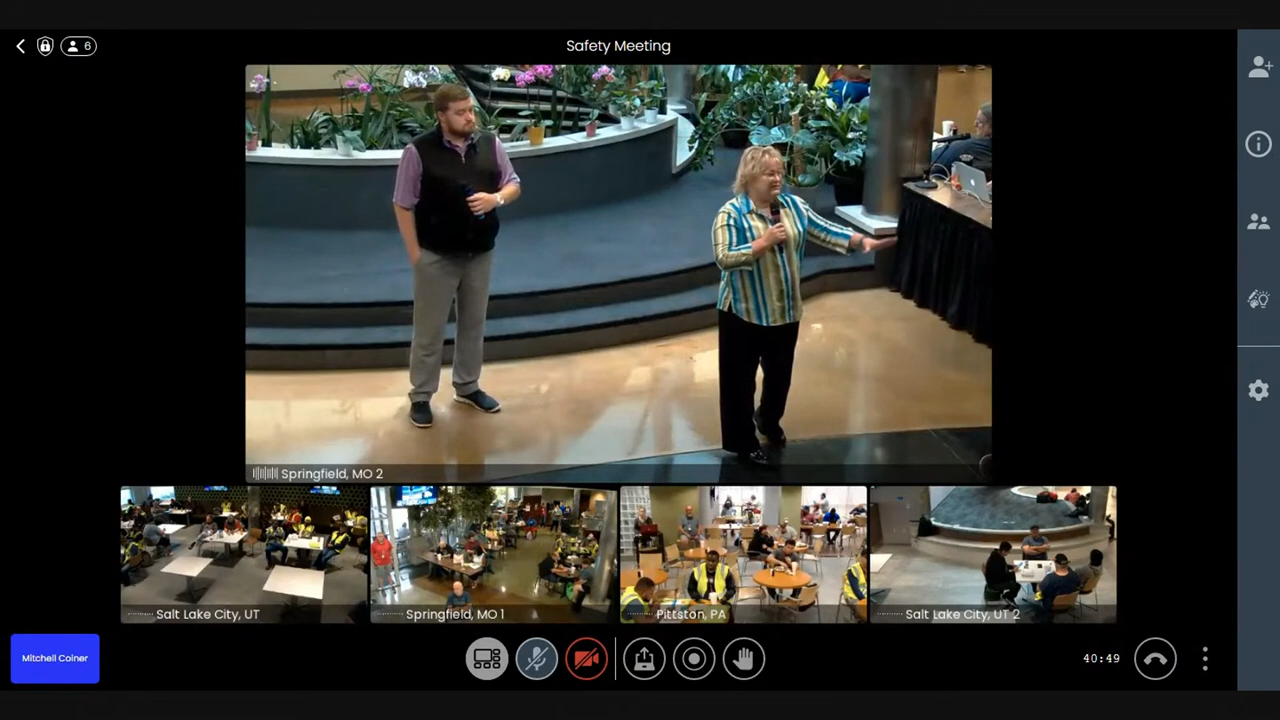 6
Safety Meeting
Springfield, MO 2
Salt Lake City, UT
Springfield, MO 1
Pittston, PA
Salt Lake City, UT 2
Mitchell Colner
40:49